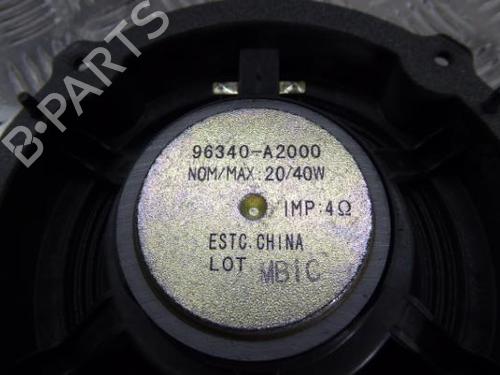 B-PARTS
96340-A2000
NOM/MAX:20/40W
IMP:4Ω
ESTC.CHINA
LOT MB1C